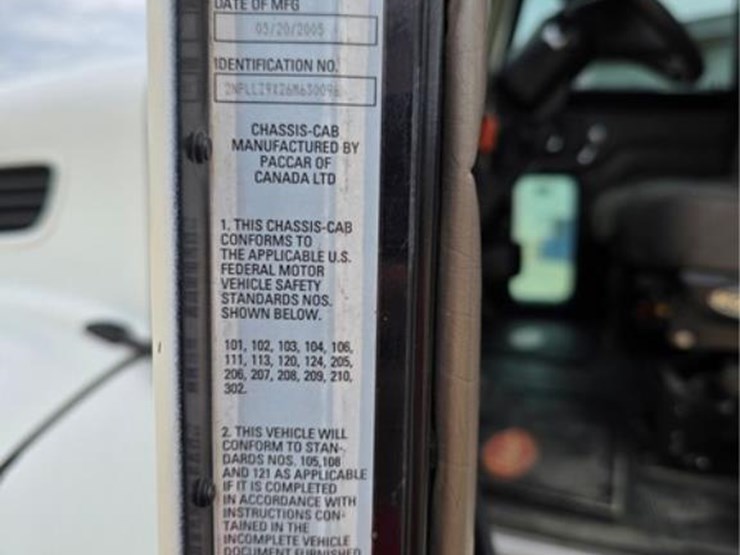 DATE OF MFG
05/20/2005
IDENTIFICATION NO.
CHASSIS-CAB
MANUFACTURED BY
PACCAR OF
CANADA LTD
1. THIS CHASSIS-CAB
CONFORMS TO
THE APPLICABLE U.S.
FEDERAL MOTOR
VEHICLE SAFETY
STANDARDS NOS.
SHOWN BELOW.
101, 102, 103, 104, 106,
111, 113, 120, 124, 205,
206, 207, 208, 209, 210,
302.
2. THIS VEHICLE WILL
CONFORM TO STAN-
DARDS NOS. 105,108
AND 121 AS APPLICABLE
IF IT IS COMPLETED
IN ACCORDANCE WITH
INSTRUCTIONS CON-
TAINED IN THE
INCOMPLETE VEHICLE
DOCUMENT FURNISHED